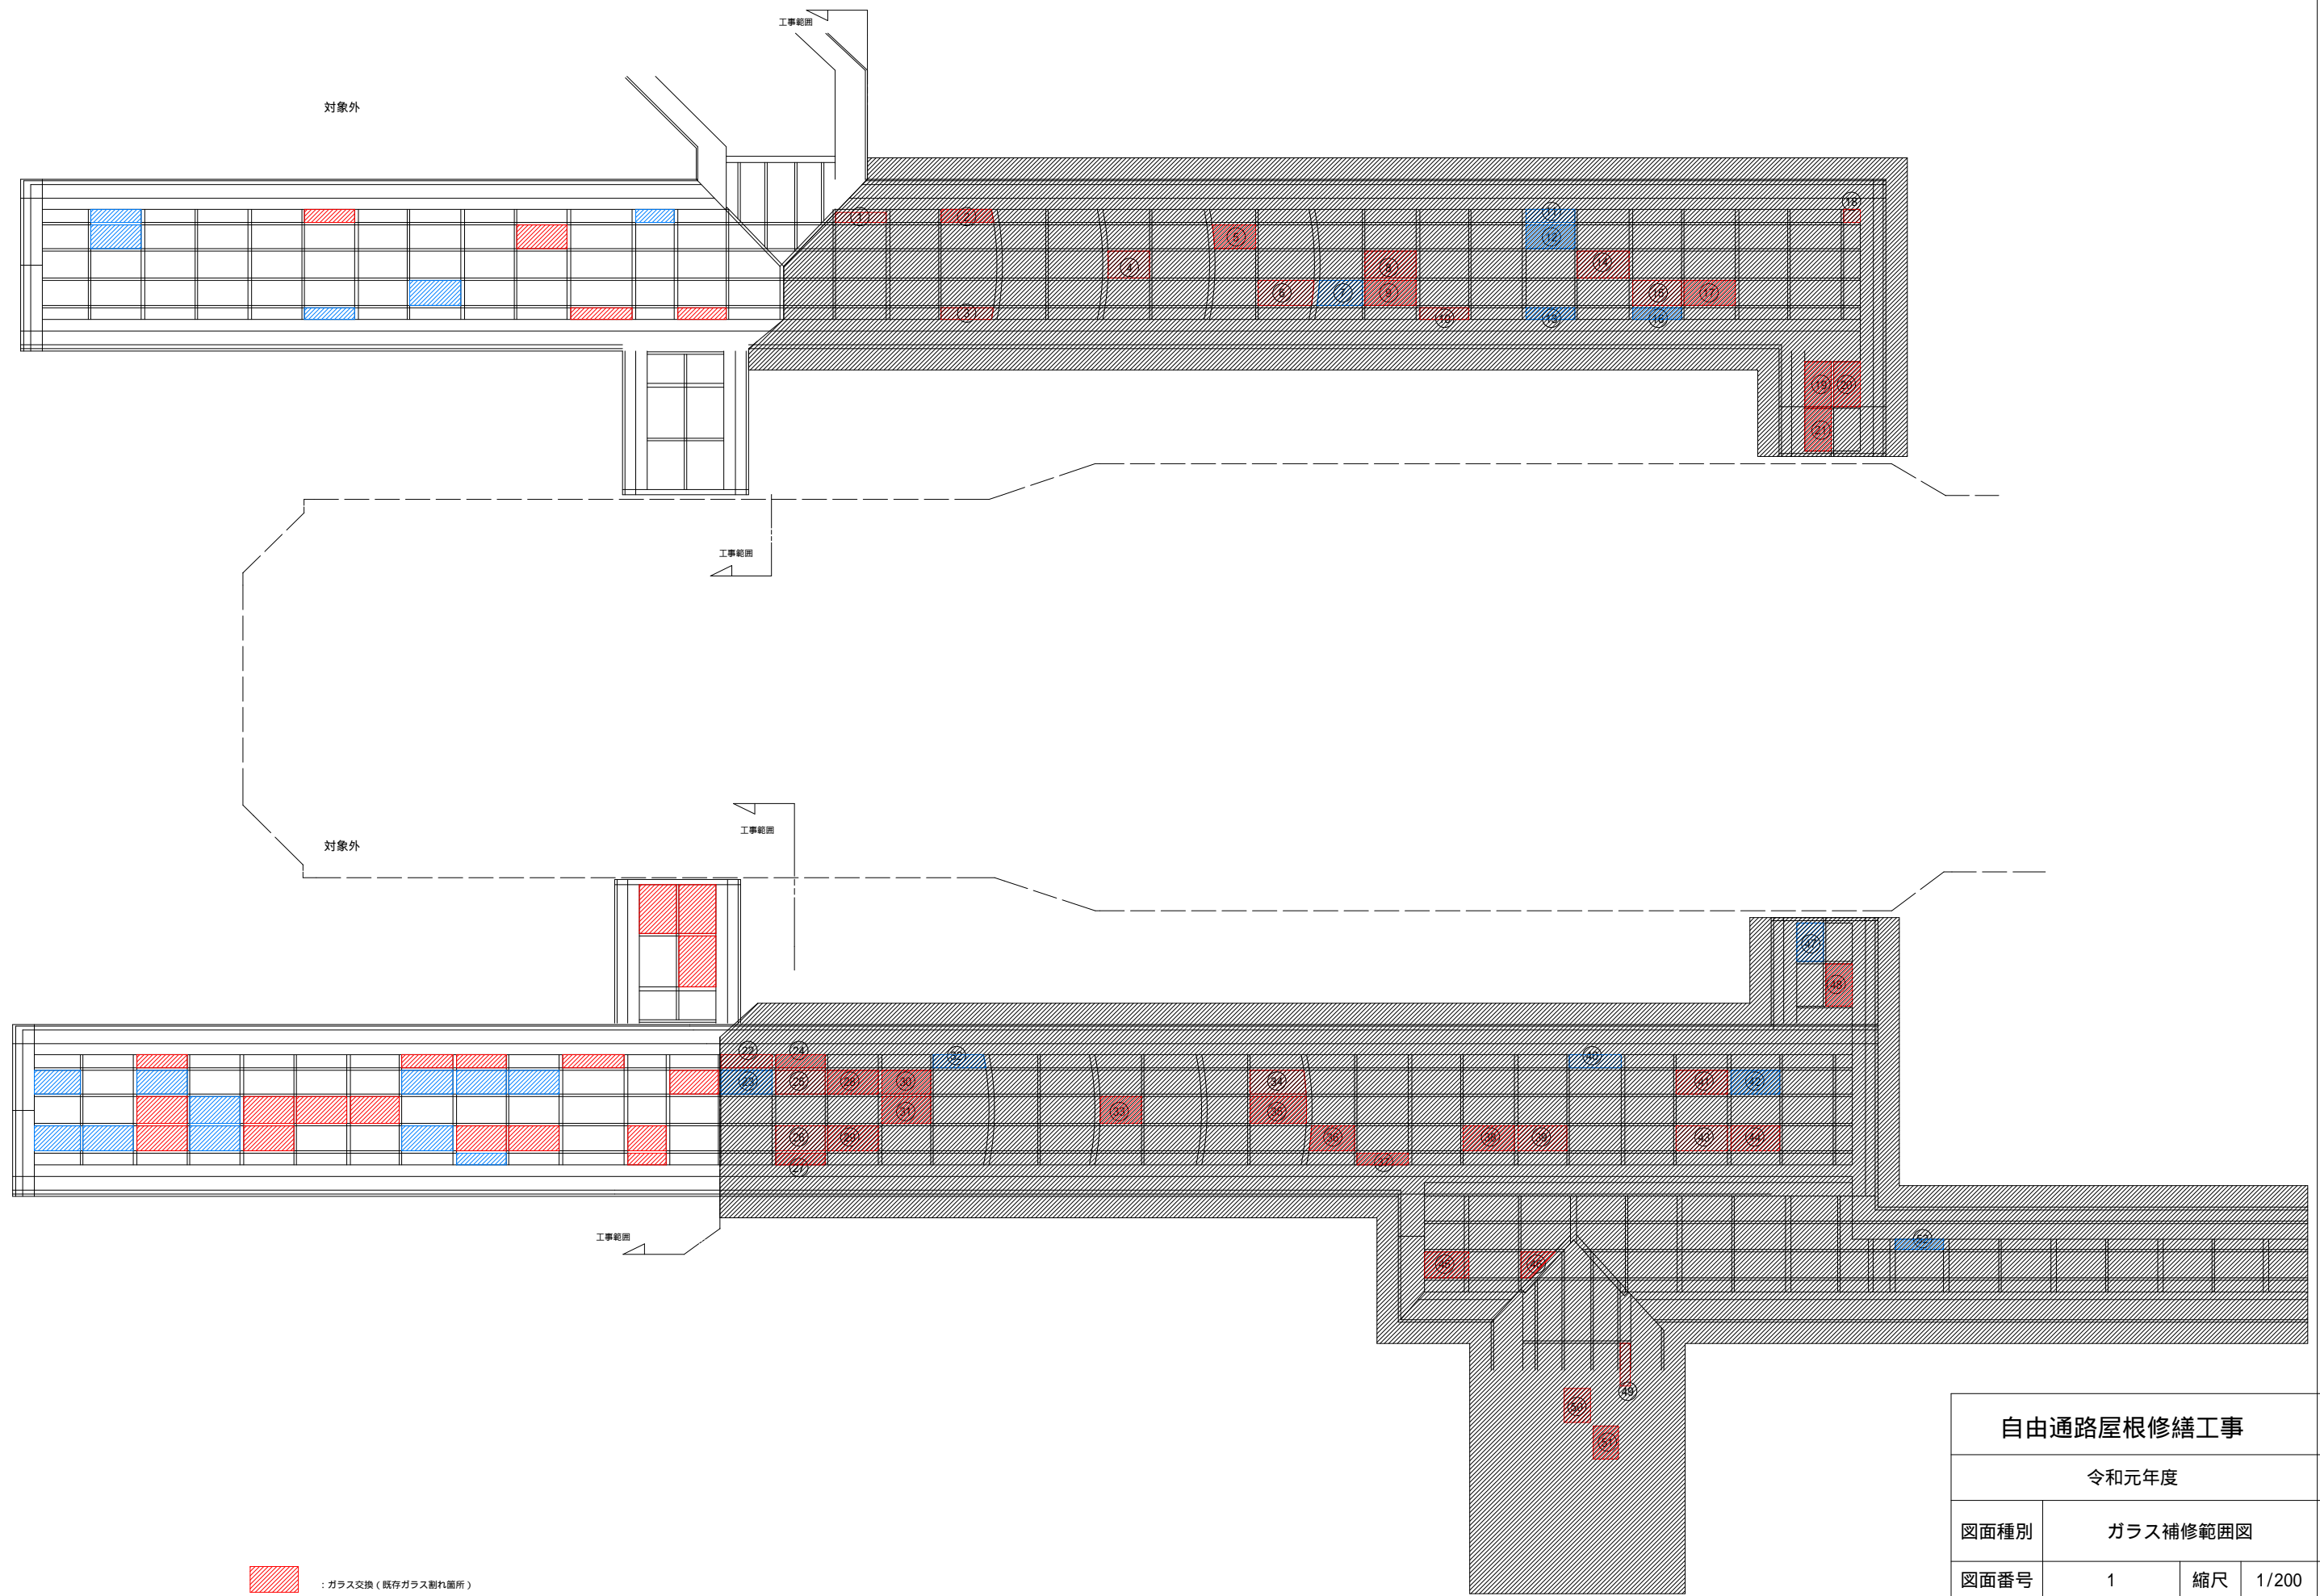 工事範囲
対象外
18
1 2 11
5 12
4 8 14
6 7 9 15 17
3 10 13 16
19 20
21
工事範囲
工事範囲
対象外
47
48
22 24 32 40
23 25 28 30 34 41 42
31 33 35
26 29 36 38 39 43 44
27 37
工事範囲
52
45 46
49
50
51
自由通路屋根修繕工事
令和元年度
図面種別 ガラス補修範囲図
図面番号 1 縮尺 1/200
：ガラス交換（既存ガラス割れ箇所）